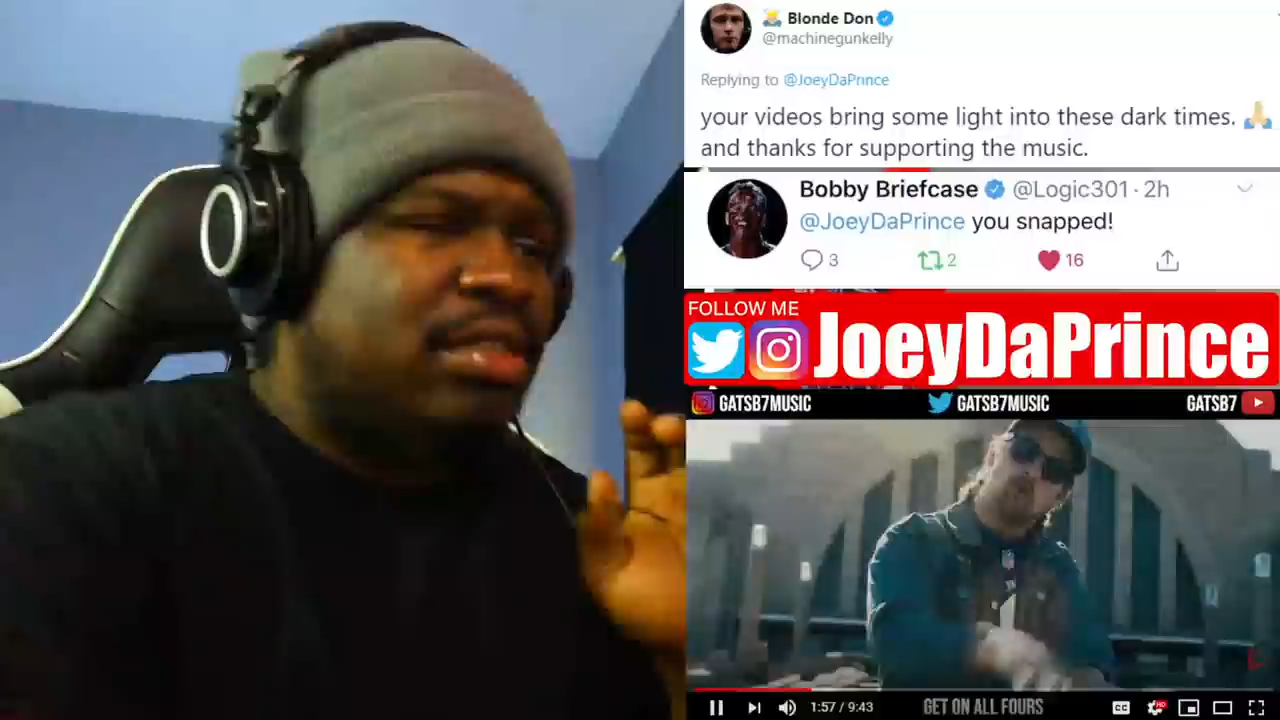 Blonde Don
@machinegunkelly
Replying to @JoeyDaPrince
your videos bring some light into these dark times. 🙏🏼
and thanks for supporting the music.
Bobby Briefcase @Logic301 · 2h
@JoeyDaPrince you snapped!
3 2 16
FOLLOW ME
JoeyDaPrince
GATSB7MUSIC GATSB7MUSIC GATSB7
1:57 / 9:43 GET ON ALL FOURS CC HD